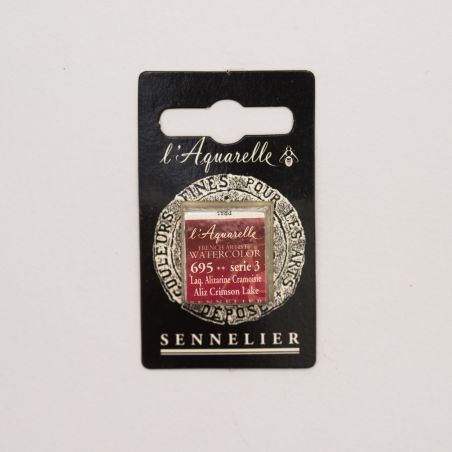 l'Aquarelle
COULEURS FINES POUR LES ARTS
DÉPOSÉ
l'Aquarelle
FRENCH ARTISTS'
WATERCOLOR
695 ** serie 3
Laq. Alizarine Cramoisie
Aliz Crimson Lake
SENNELIER
SENNELIER